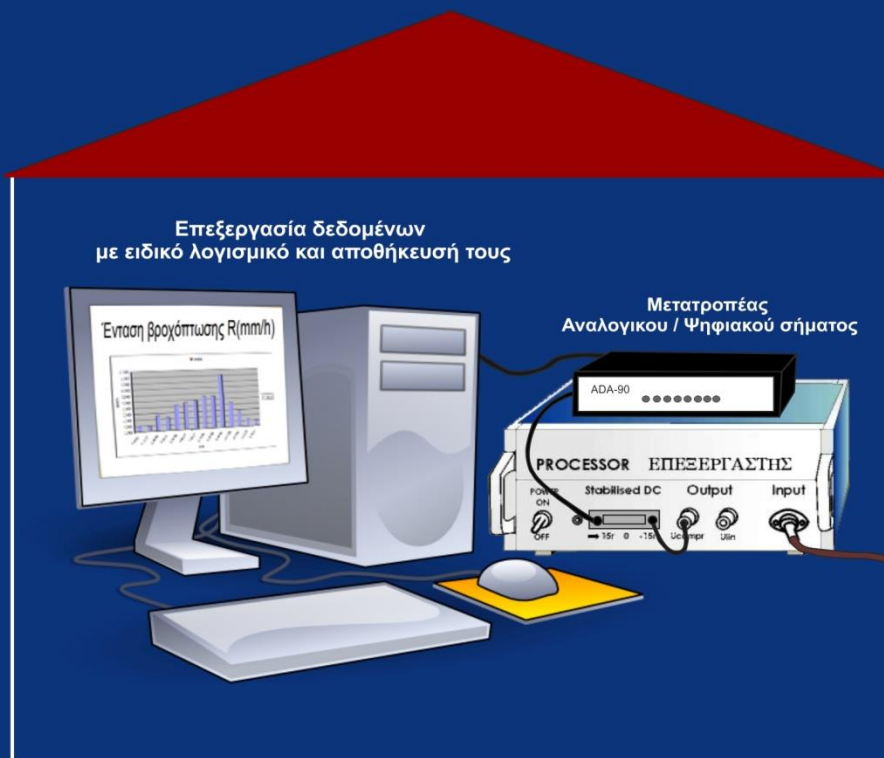 Επεξεργασία δεδομένων
με ειδικό λογισμικό και αποθήκευσή τους
Ένταση βροχόπτωσης R(mm/h)
Μετατροπέας
Αναλογικου / Ψηφιακού σήματος
ADA-90
PROCESSOR ΕΠΕΞΕΡΓΑΣΤΗΣ
POWER
ON
OFF
Stabilised DC
Output
Input
0
Ucompr
Ulin